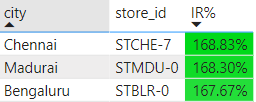 city store_id IR%
Chennai STCHE-7 168.83%
Madurai STMDU-0 168.30%
Bengaluru STBLR-0 167.67%